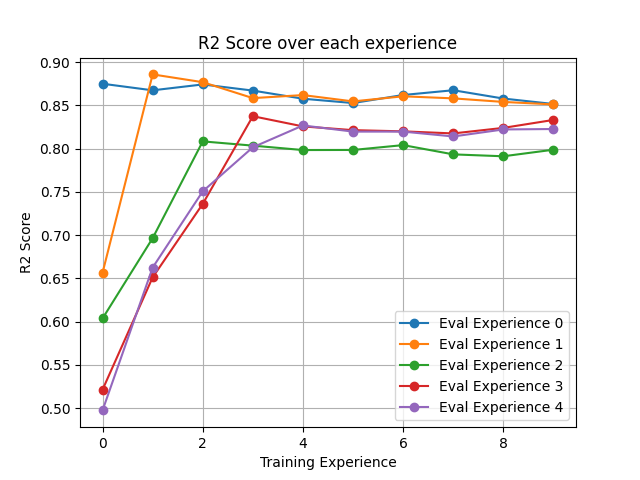 R2 Score over each experience
0.90
0.85
0.80
0.75
0.70
0.65
0.60
0.55
0.50
R2 Score
Eval Experience 0
Eval Experience 1
Eval Experience 2
Eval Experience 3
Eval Experience 4
0 2 4 6 8
Training Experience